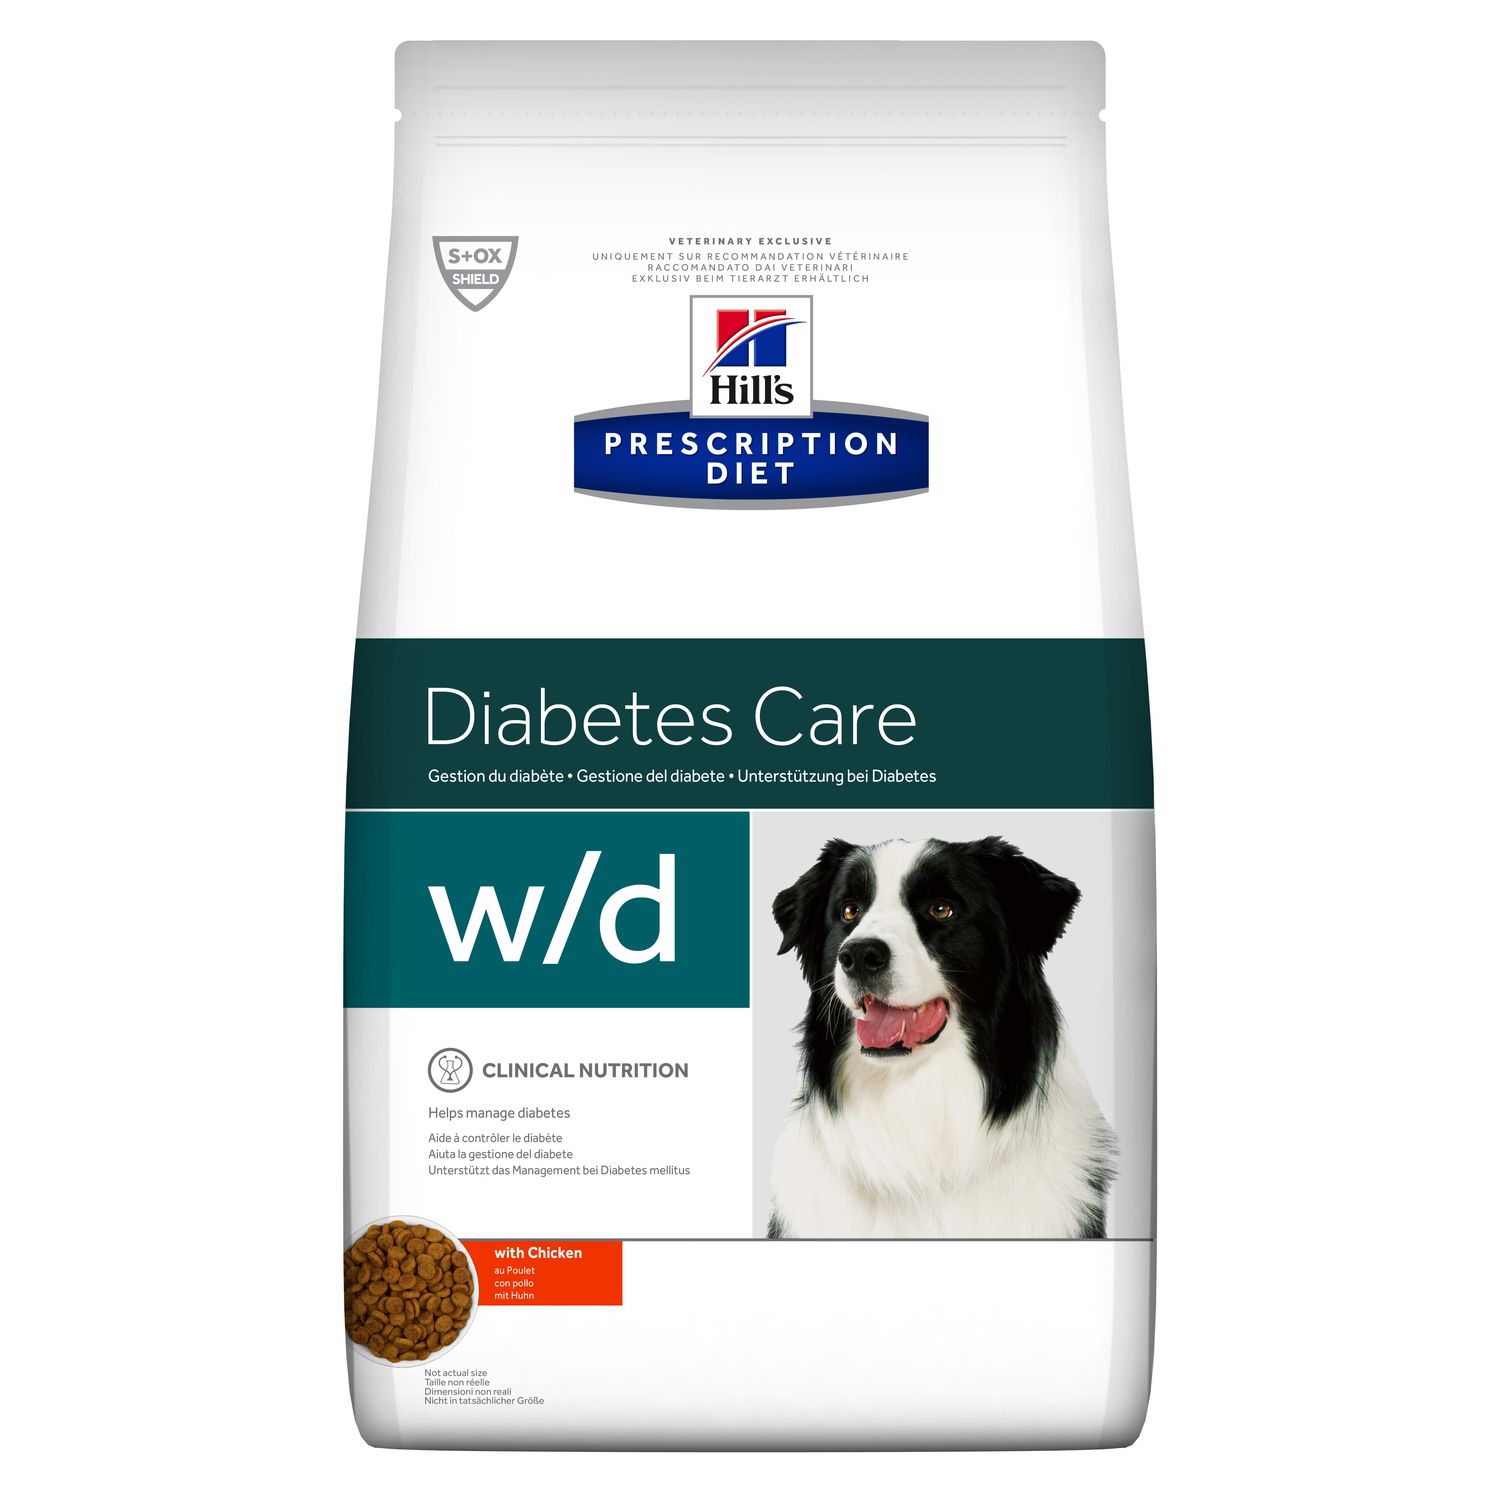 S+OX
SHIELD
VETERINARY EXCLUSIVE
UNIQUEMENT SUR RECOMMANDATION VÉTÉRINAIRE
RACCOMANDATO DAI VETERINARI
EXKLUSIV BEIM TIERARZT ERHÄLTLICH
Hill's
PRESCRIPTION
DIET
Diabetes Care
Gestion du diabète • Gestione del diabete • Unterstützung bei Diabetes
w/d
CLINICAL NUTRITION
Helps manage diabetes
Aide à contrôler le diabète
Aiuta la gestione del diabete
Unterstützt das Management bei Diabetes mellitus
with Chicken
au Poulet
con pollo
mit Huhn
Not actual size
Taille non réelle
Dimensioni non reali
Nicht in tatsächlicher Größe